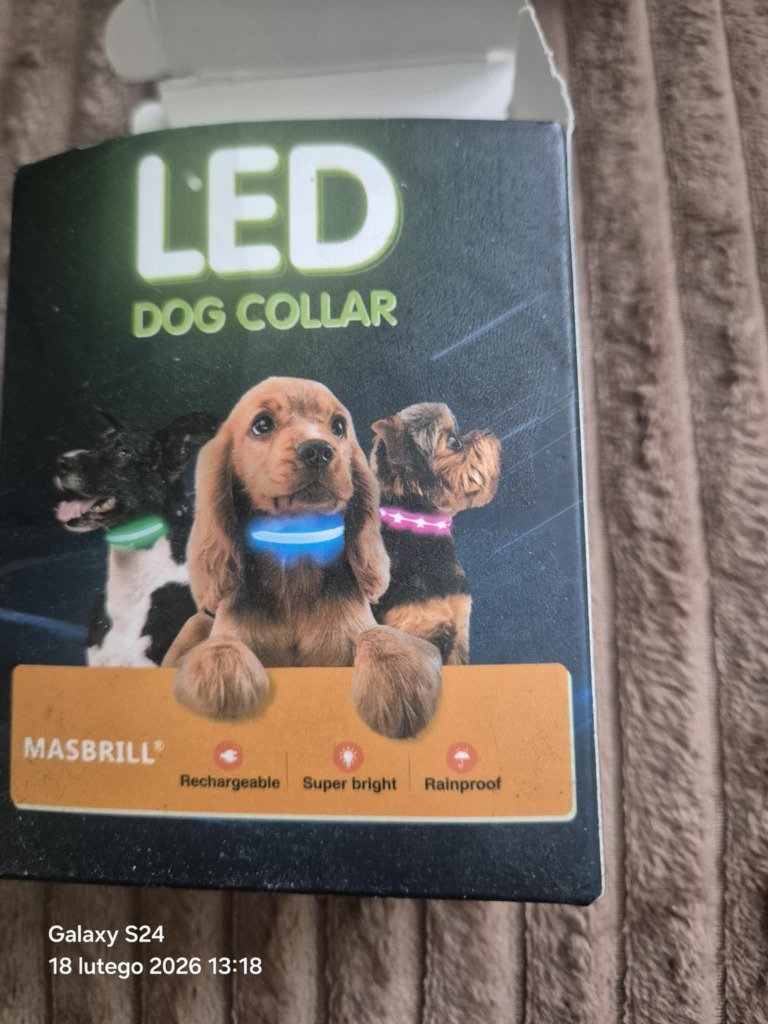 LED
DOG COLLAR
MASBRILL®
Rechargeable
Super bright
Rainproof
Galaxy S24
18 lutego 2026 13:18